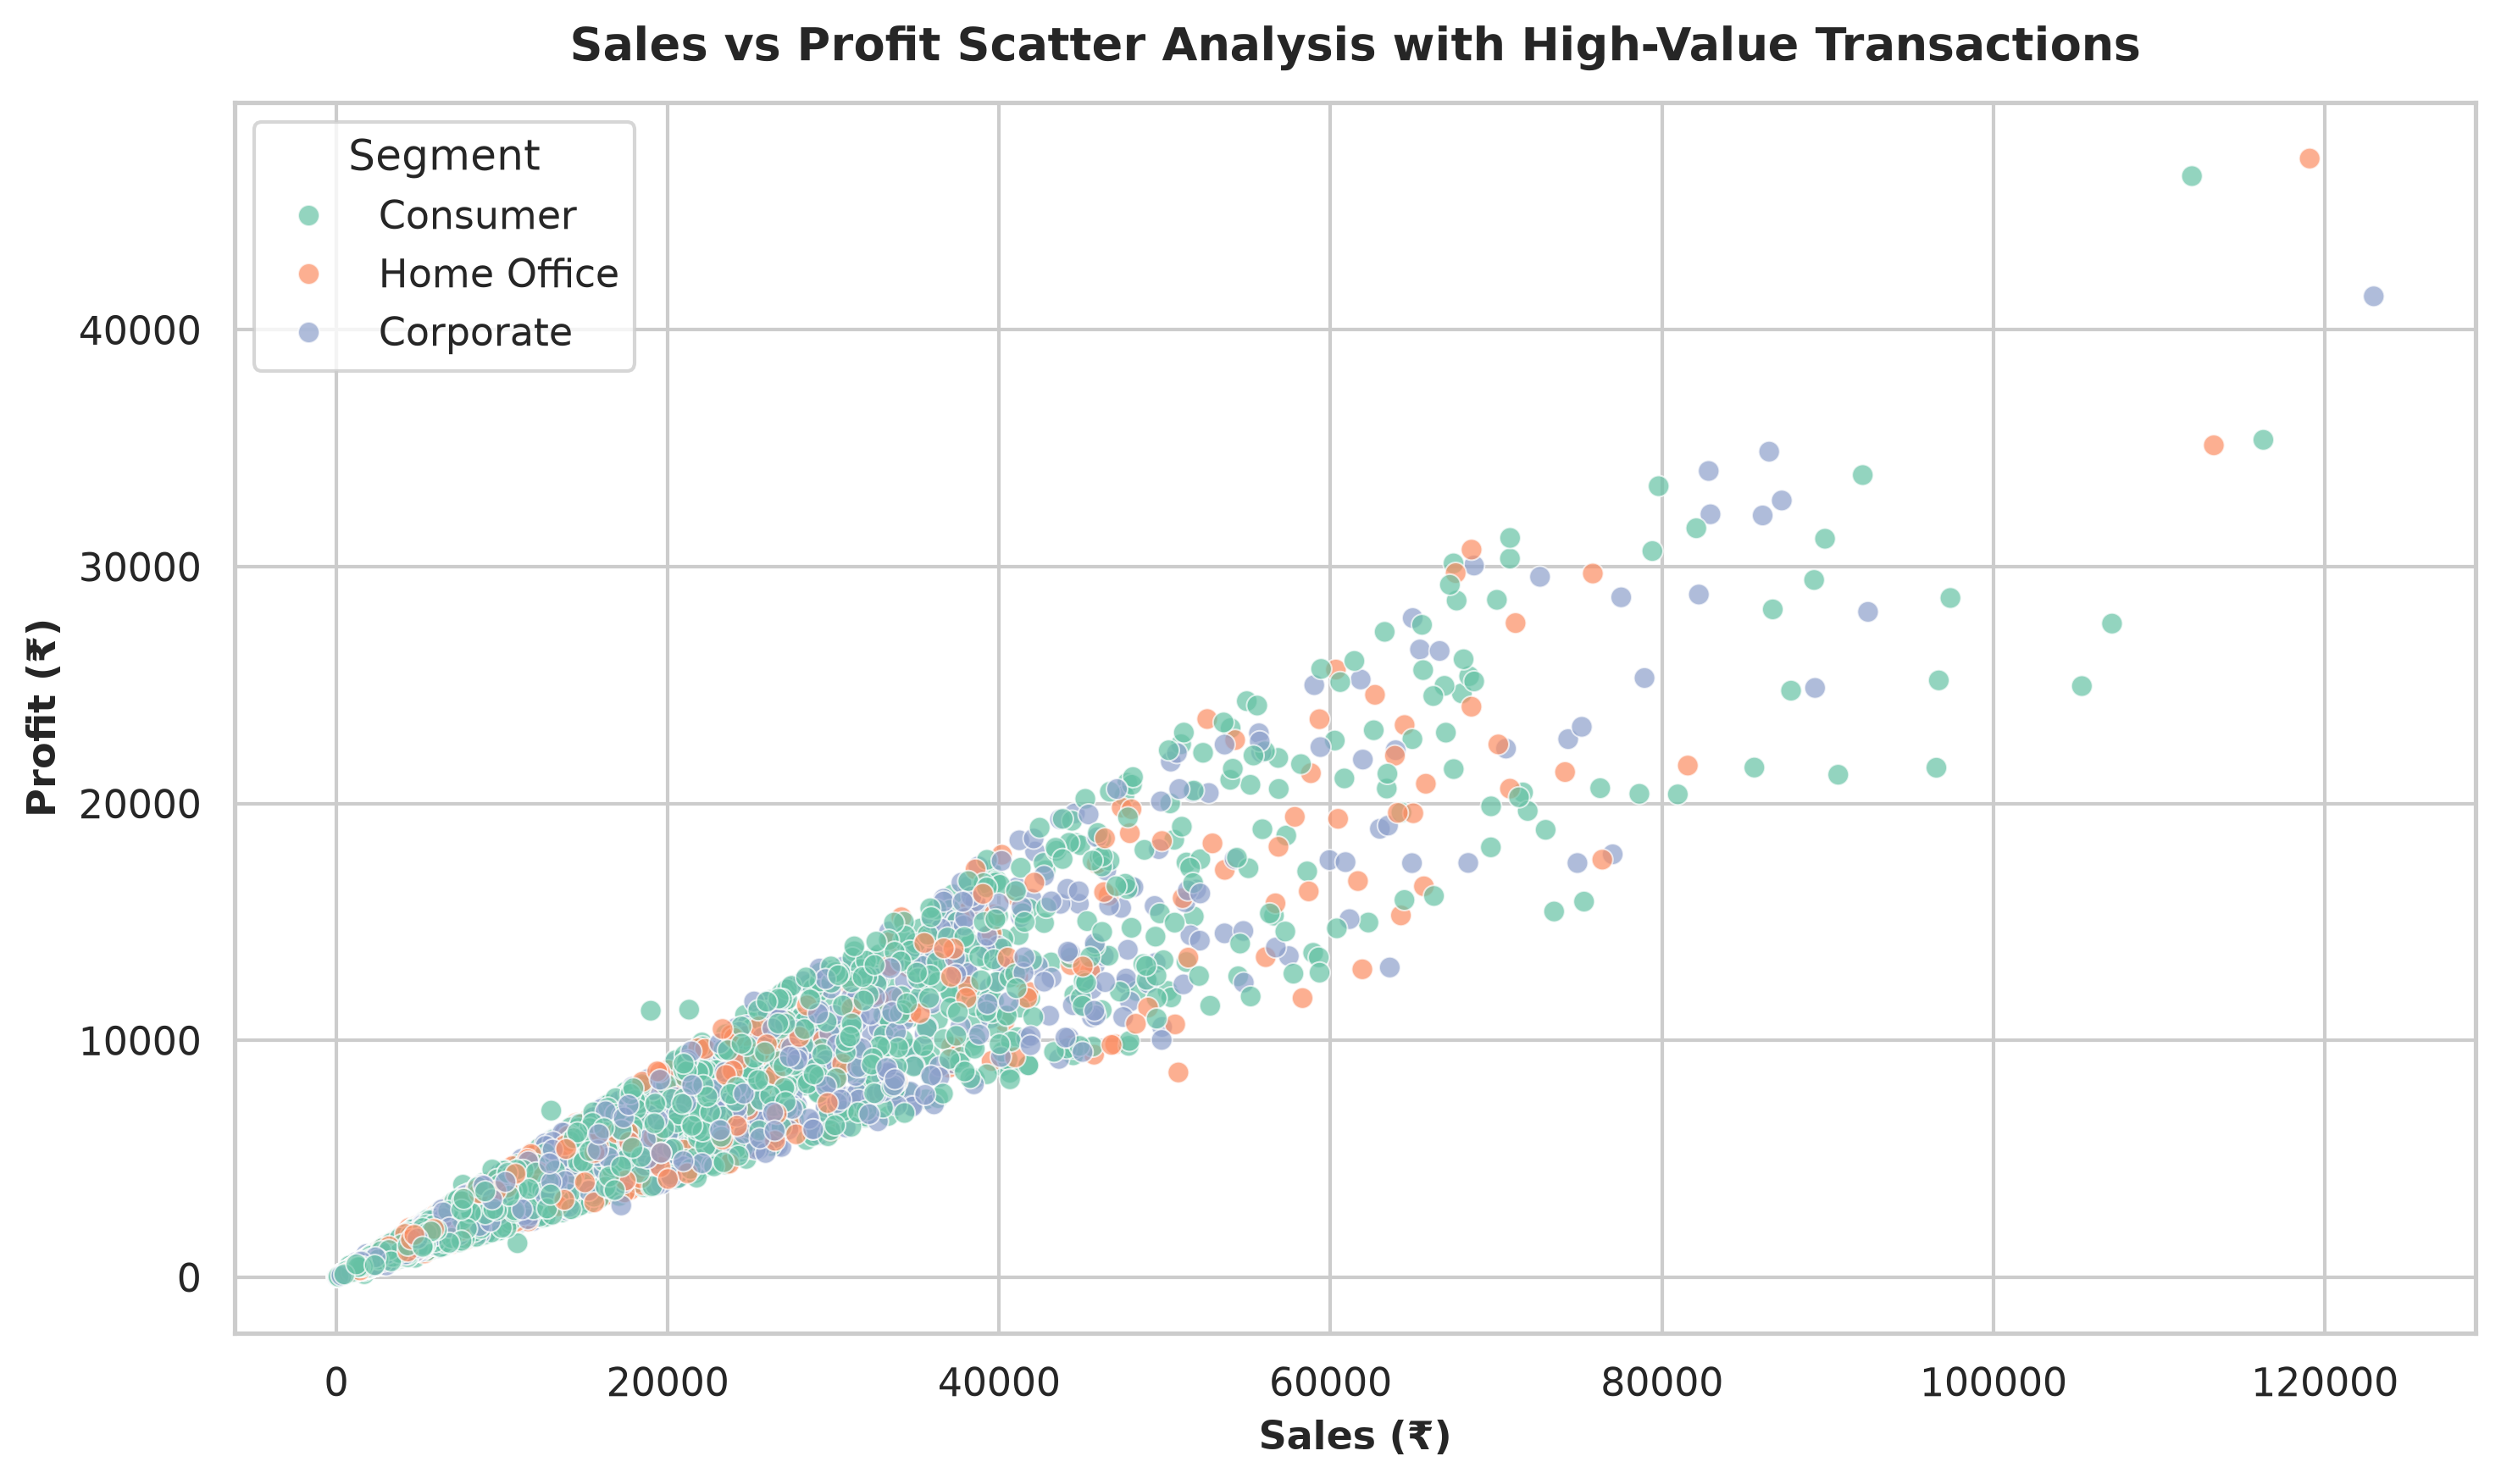 Sales vs Profit Scatter Analysis with High-Value Transactions
Segment
Consumer
Home Office
Corporate
Profit (₹)
40000
30000
20000
10000
0
0 20000 40000 60000 80000 100000 120000
Sales (₹)